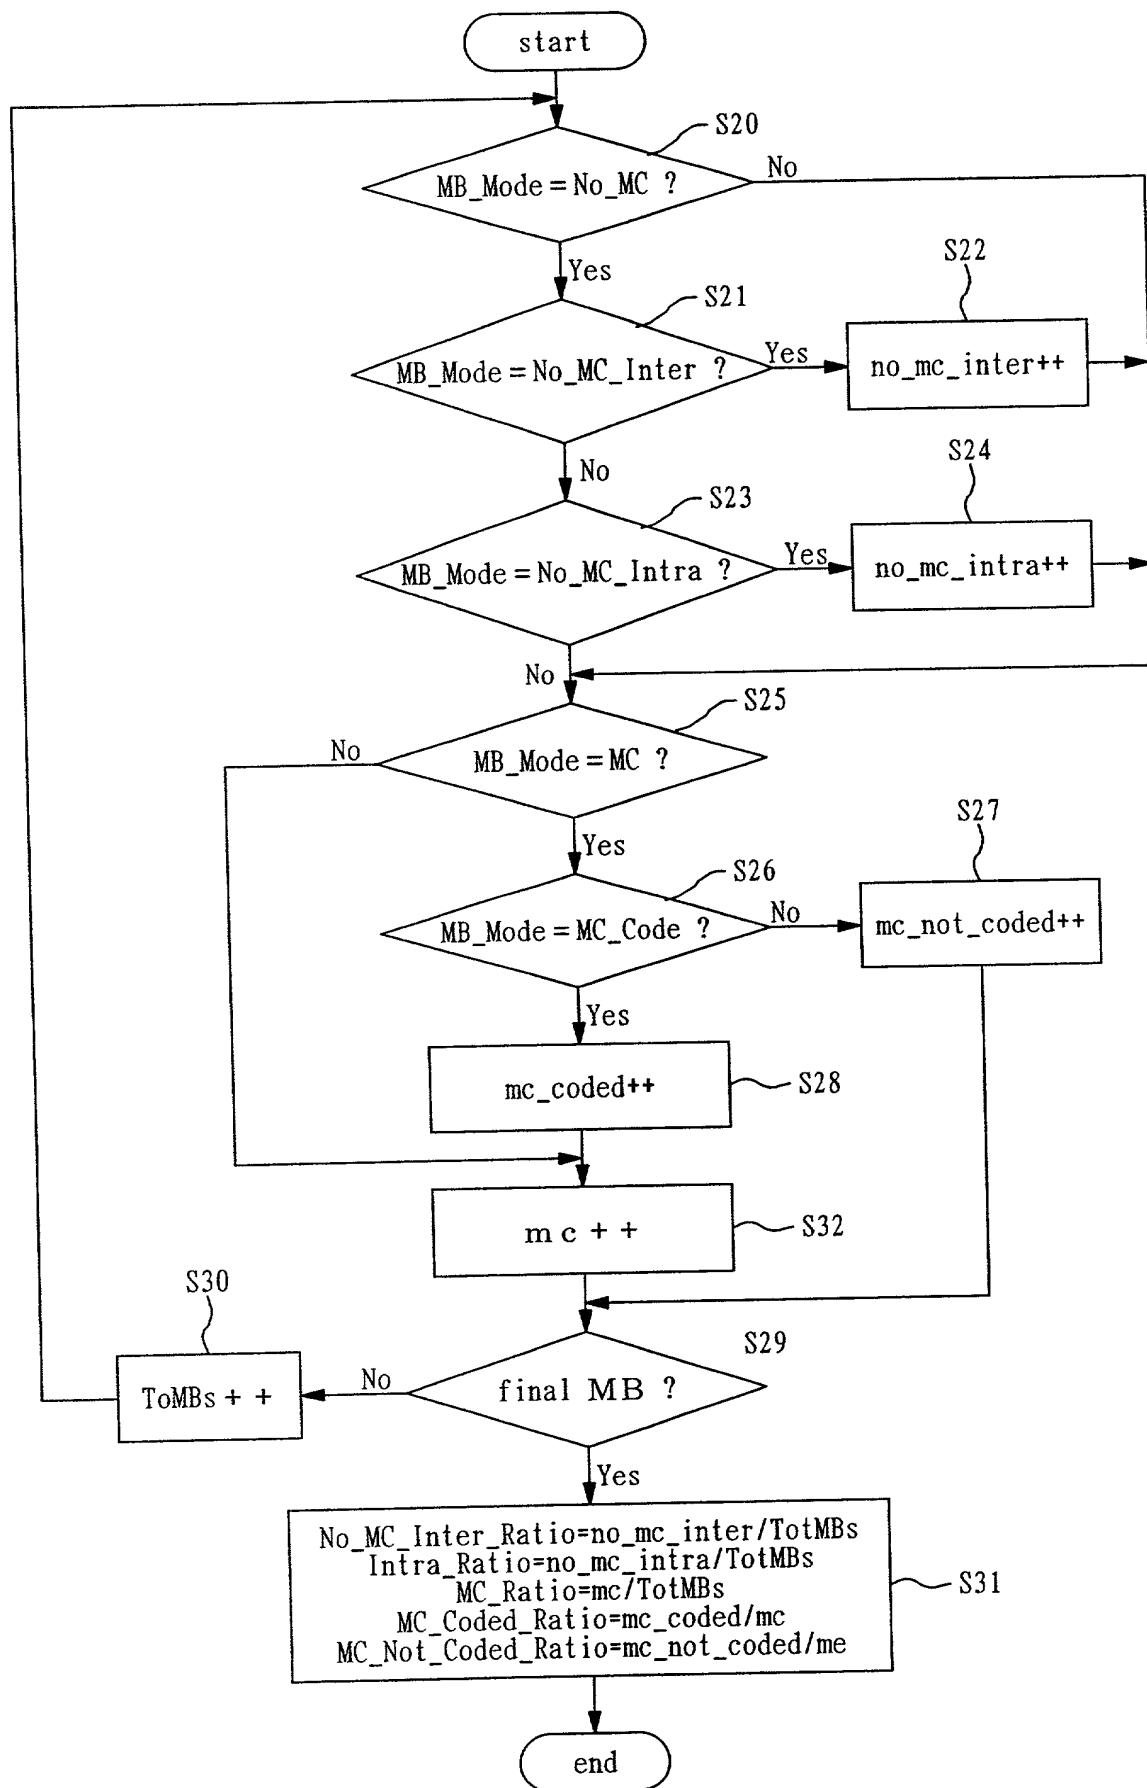 start
S20
MB_Mode=No_MC ?
No
Yes
S21
S22
MB_Mode=No_MC_Inter ?
Yes
no_mc_inter++
No
S23
S24
MB_Mode=No_MC_Intra ?
Yes
no_mc_intra++
No
S25
MB_Mode=MC ?
No
Yes
S26
S27
MB_Mode=MC_Code ?
No
mc_not_coded++
Yes
mc_coded++
S28
mc++
S32
S30
S29
ToMBs++
No
final MB ?
Yes
No_MC_Inter_Ratio=no_mc_inter/TotMBs
Intra_Ratio=no_mc_intra/TotMBs
MC_Ratio=mc/TotMBs
MC_Coded_Ratio=mc_coded/mc
MC_Not_Coded_Ratio=mc_not_coded/me
S31
end